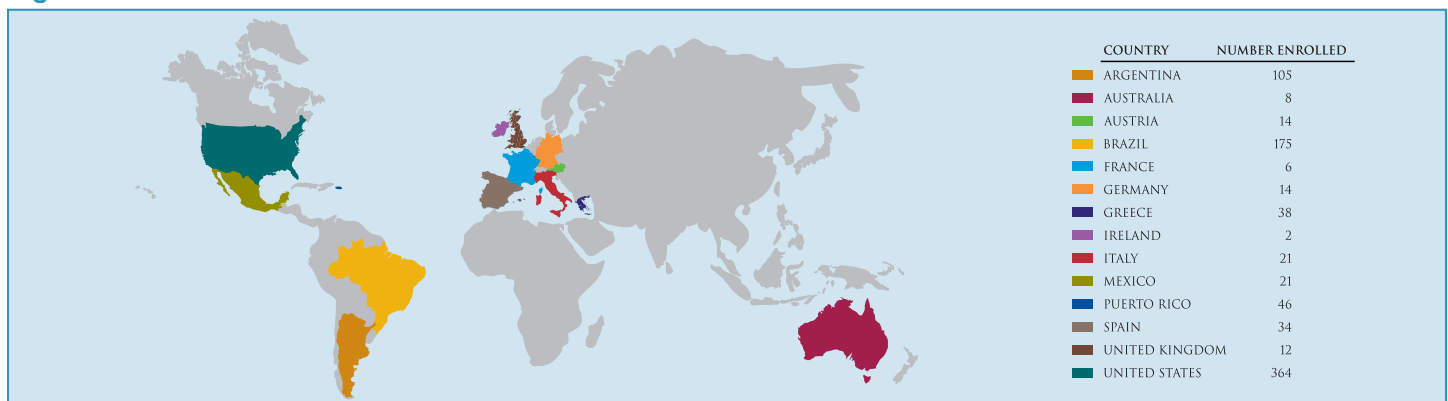 COUNTRY NUMBER ENROLLED
ARGENTINA 105
AUSTRALIA 8
AUSTRIA 14
BRAZIL 175
FRANCE 6
GERMANY 14
GREECE 38
IRELAND 2
ITALY 21
MEXICO 21
PUERTO RICO 46
SPAIN 34
UNITED KINGDOM 12
UNITED STATES 364